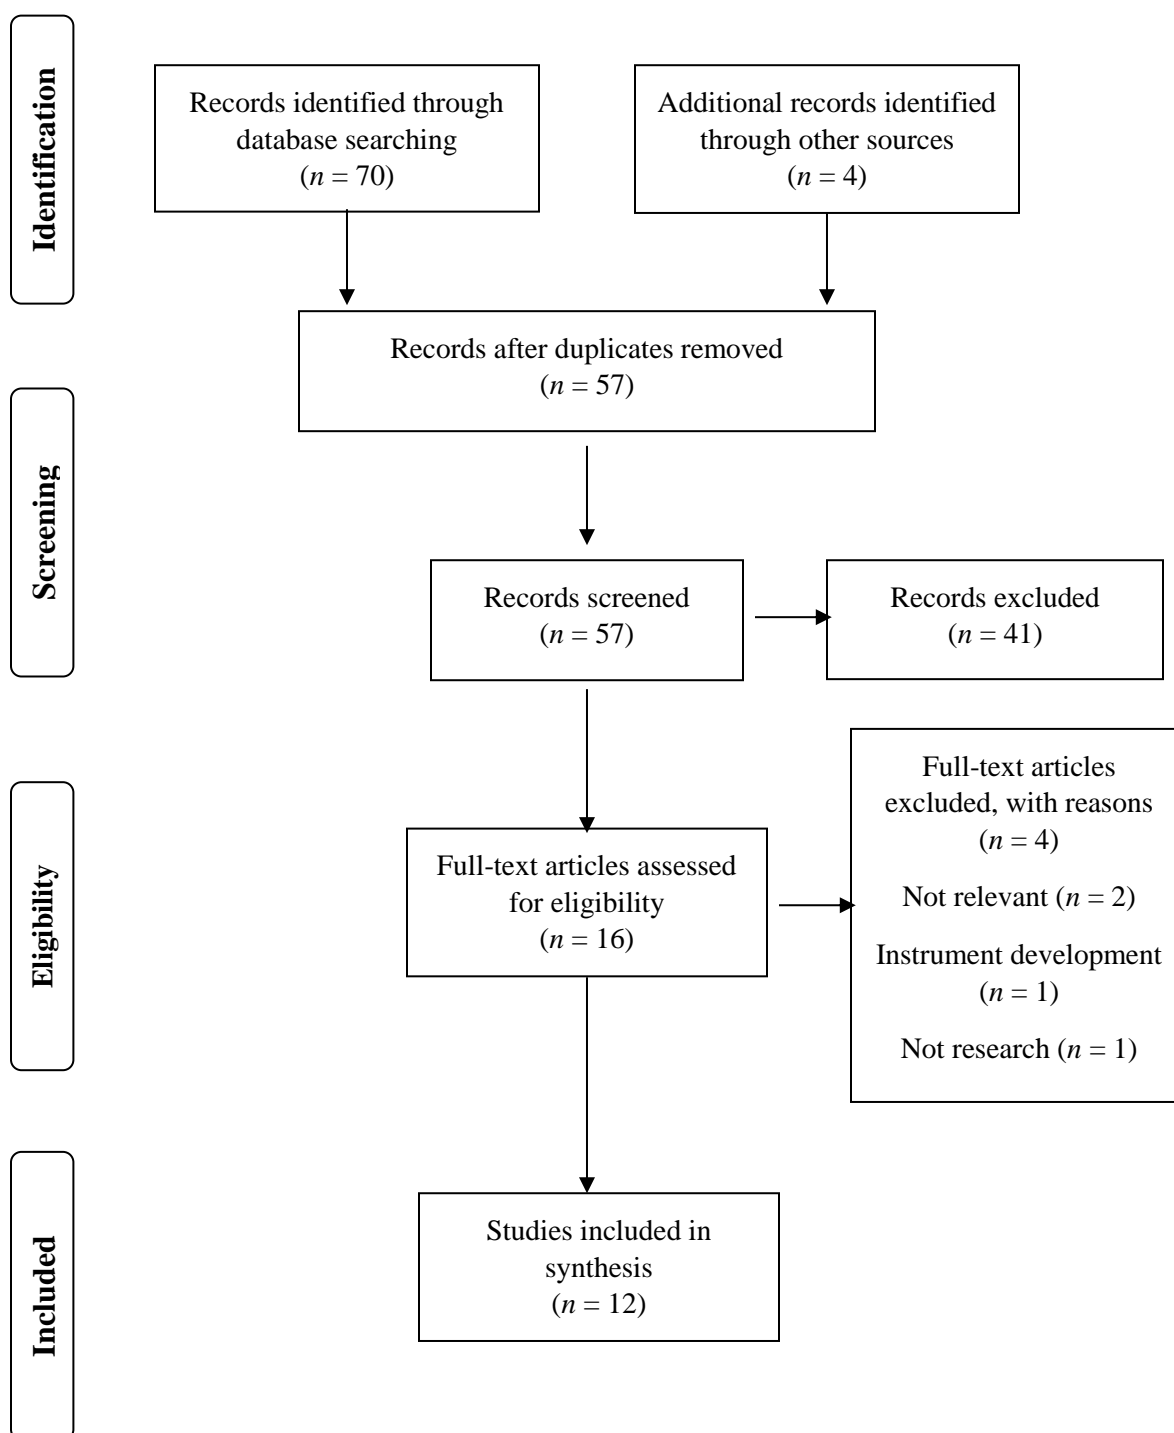 Identification
Records identified through
database searching
(n = 70)
Additional records identified
through other sources
(n = 4)
Records after duplicates removed
(n = 57)
Screening
Records screened
(n = 57)
Records excluded
(n = 41)
Eligibility
Full-text articles assessed
for eligibility
(n = 16)
Full-text articles
excluded, with reasons
(n = 4)
Not relevant (n = 2)
Instrument development
(n = 1)
Not research (n = 1)
Included
Studies included in
synthesis
(n = 12)